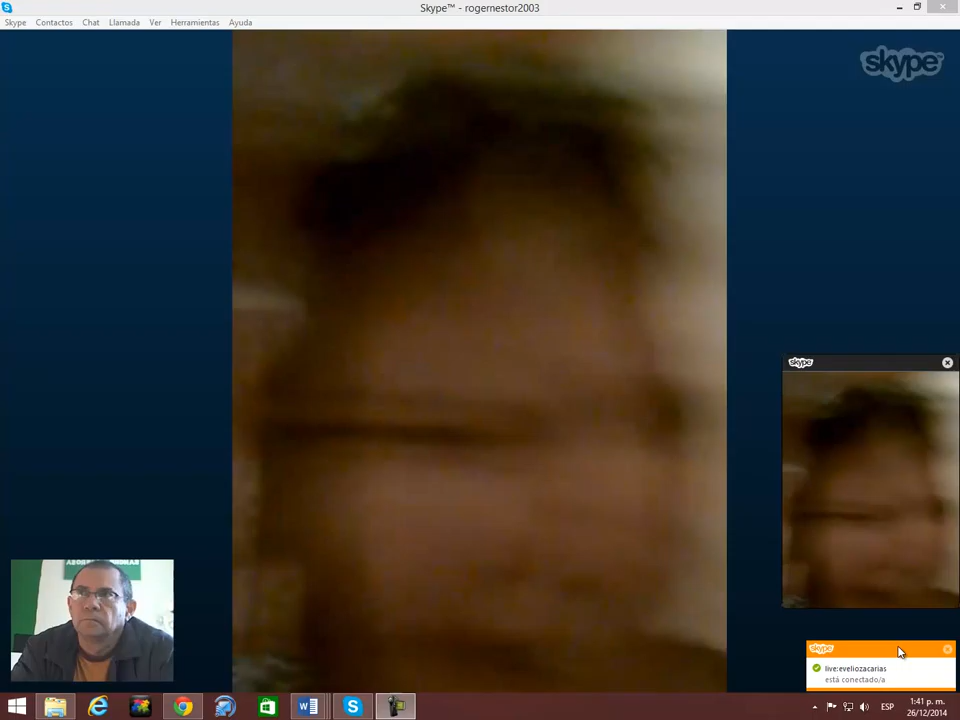 Skype™ - rogernestor2003
Skype Contactos Chat Llamada Ver Herramientas Ayuda
skype
skype
skype
live:eveliozacarias
está conectado/a
ESP
1:41 p. m.
26/12/2014